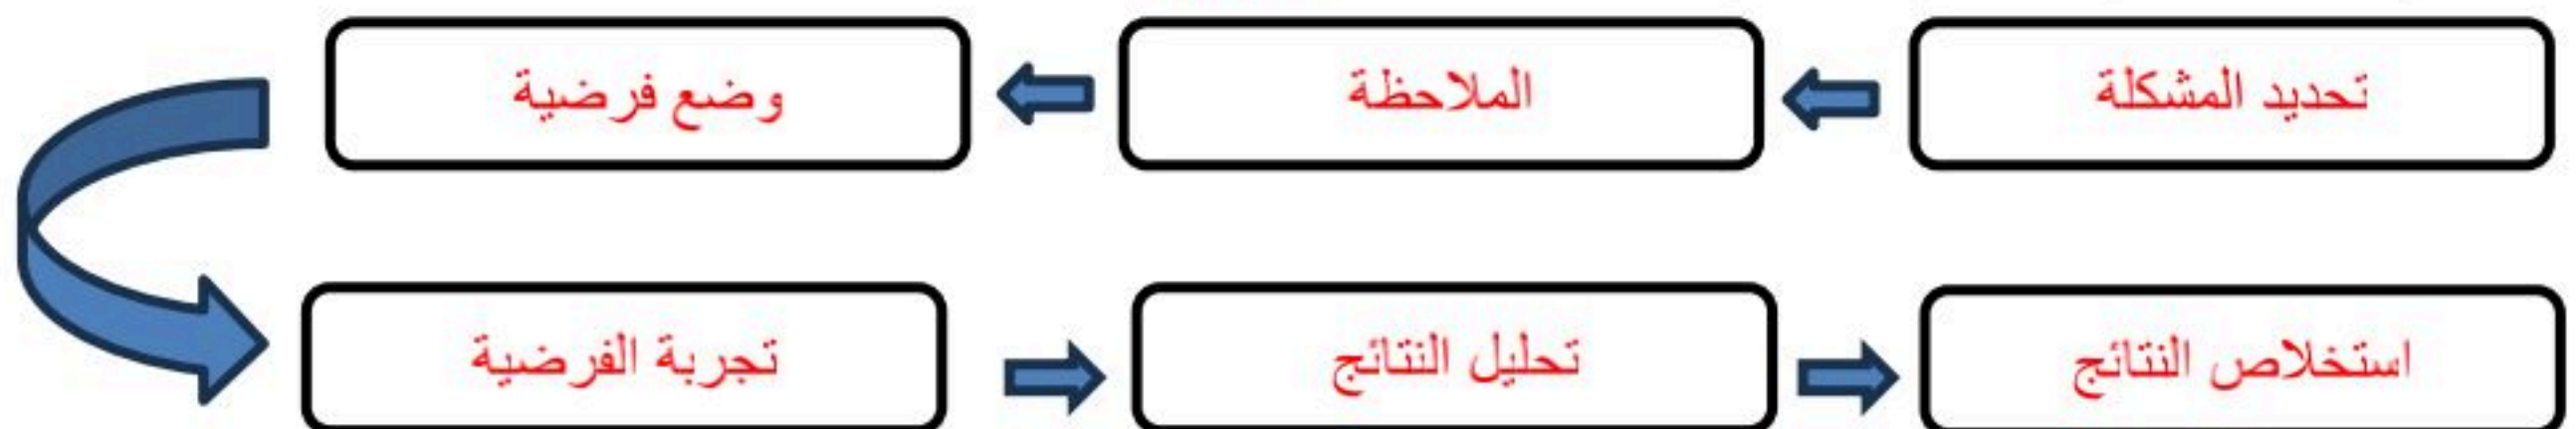 تحديد المشكلة
الملاحظة
وضع فرضية
تجربة الفرضية
تحليل النتائج
استخلاص النتائج